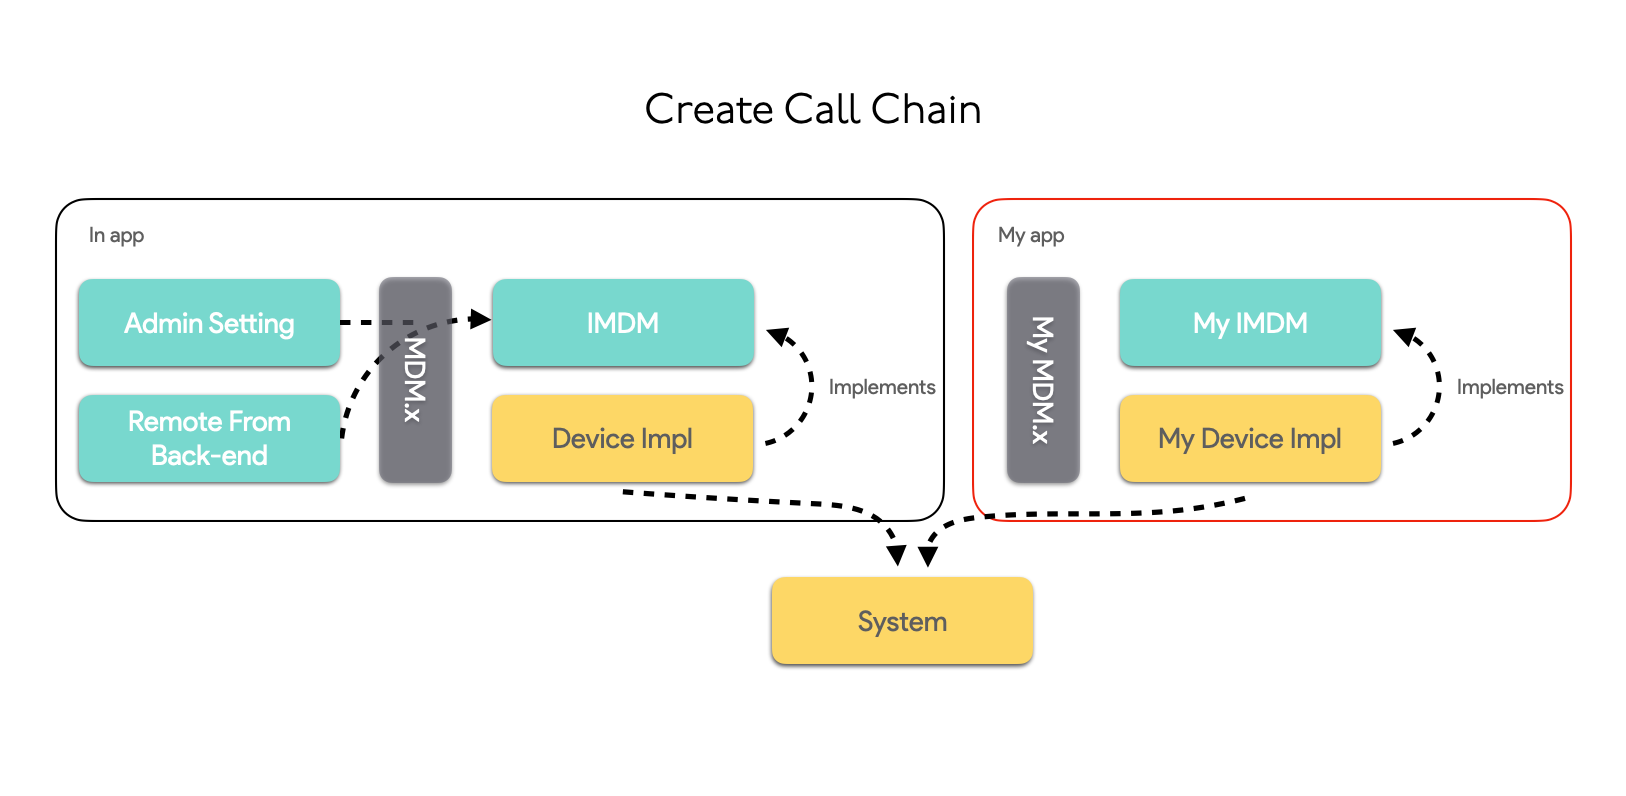 Create Call Chain
In app
Admin Setting
Remote From
Back-end
MDM.x
IMDM
Device Impl
Implements
My app
My MDM.x
My IMDM
My Device Impl
Implements
System